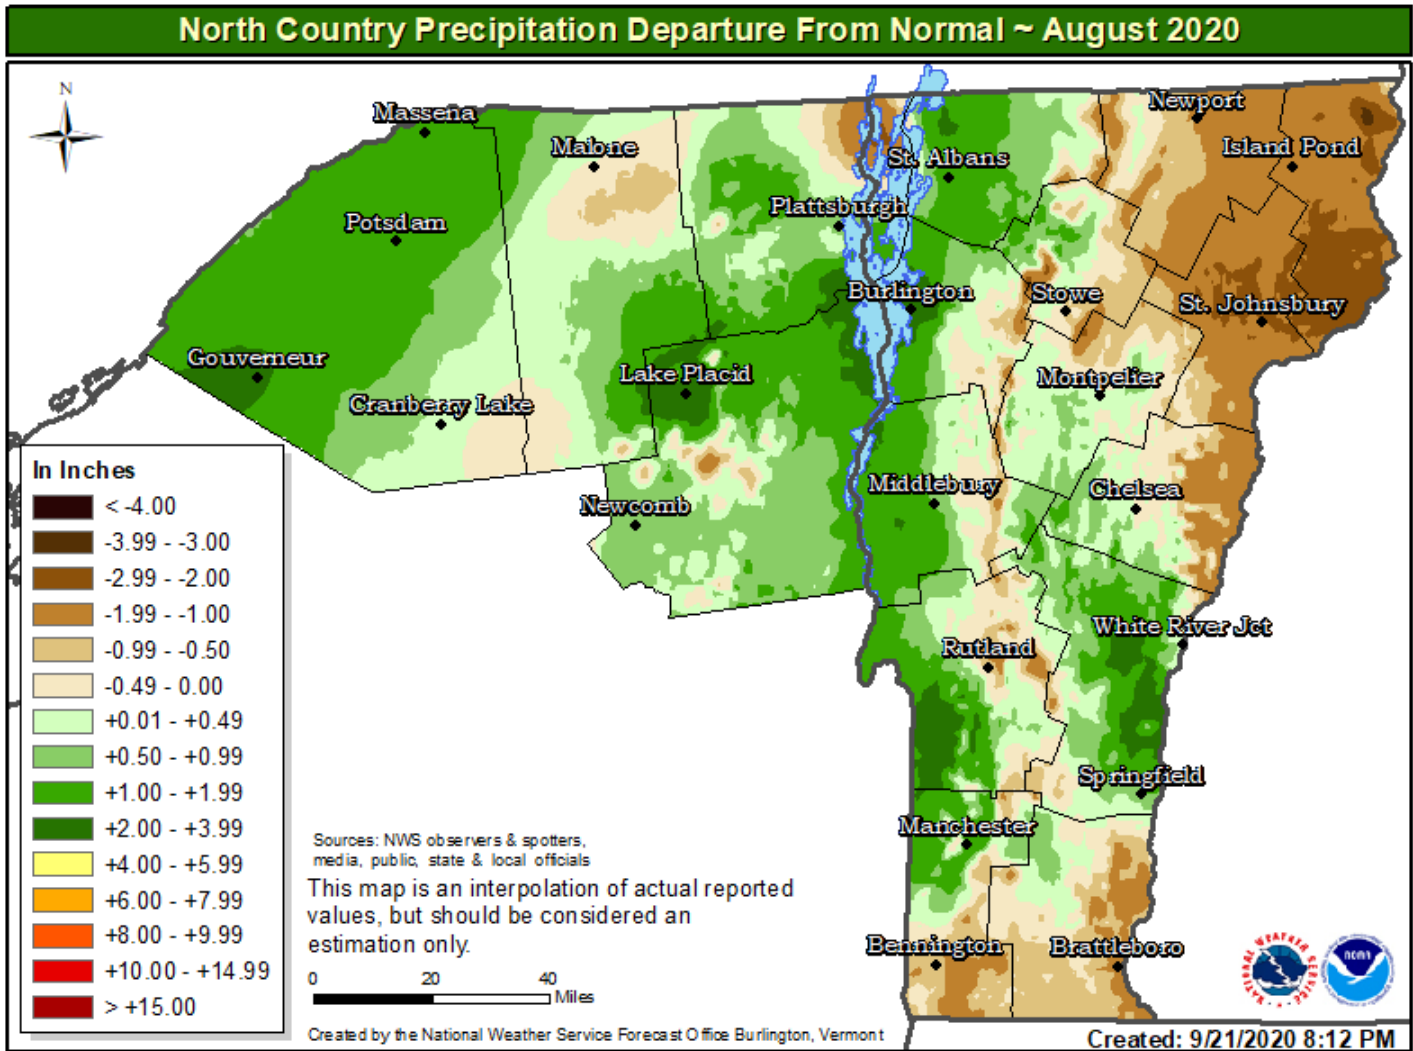 North Country Precipitation Departure From Normal ~ August 2020
N
Massena
Malone
Newport
Island Pond
St. Albans
Potsdam
Plattsburgh
Burlington
Stowe
St. Johnsbury
Gouverneur
Lake Placid
Montpelier
Cranberry Lake
Middlebury
Chelsea
Newcomb
White River Jct
Rutland
Springfield
Manchester
Bennington
Brattleboro
In Inches
< -4.00
-3.99 - -3.00
-2.99 - -2.00
-1.99 - -1.00
-0.99 - -0.50
-0.49 - 0.00
+0.01 - +0.49
+0.50 - +0.99
+1.00 - +1.99
+2.00 - +3.99
+4.00 - +5.99
+6.00 - +7.99
+8.00 - +9.99
+10.00 - +14.99
> +15.00
Sources: NWS observers & spotters,
media, public, state & local officials
This map is an interpolation of actual reported
values, but should be considered an
estimation only.
0 20 40
Miles
NATIONAL WEATHER SERVICE
noaa
Created by the National Weather Service Forecast Office Burlington, Vermont
Created: 9/21/2020 8:12 PM